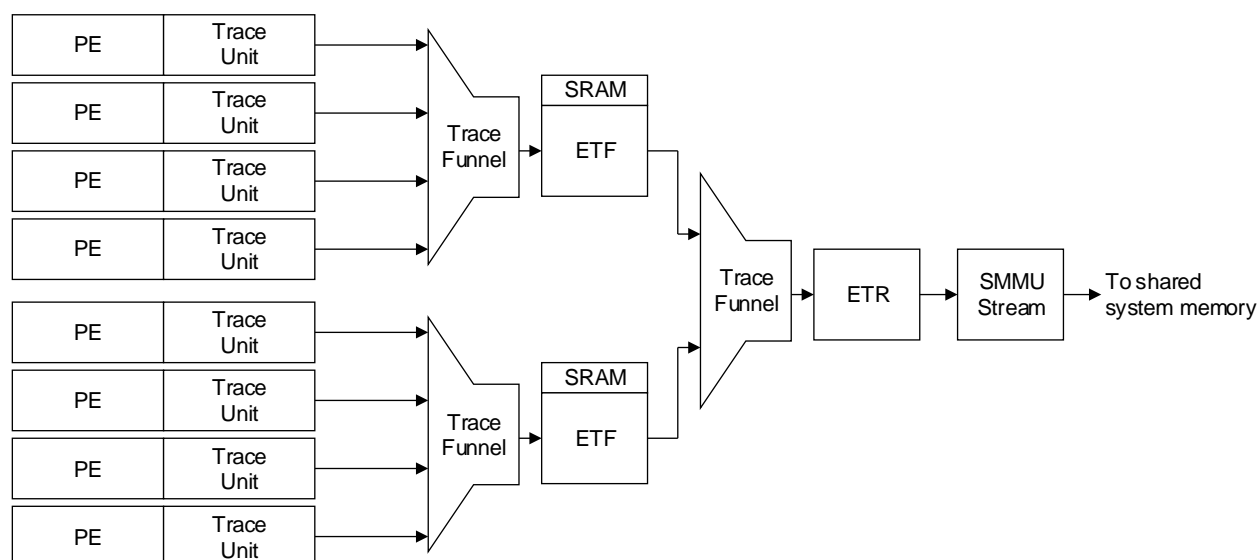 PE
Trace
Unit
PE
Trace
Unit
PE
Trace
Unit
PE
Trace
Unit
Trace
Funnel
SRAM
ETF
PE
Trace
Unit
PE
Trace
Unit
PE
Trace
Unit
PE
Trace
Unit
Trace
Funnel
SRAM
ETF
Trace
Funnel
ETR
SMMU
Stream
To shared
system memory